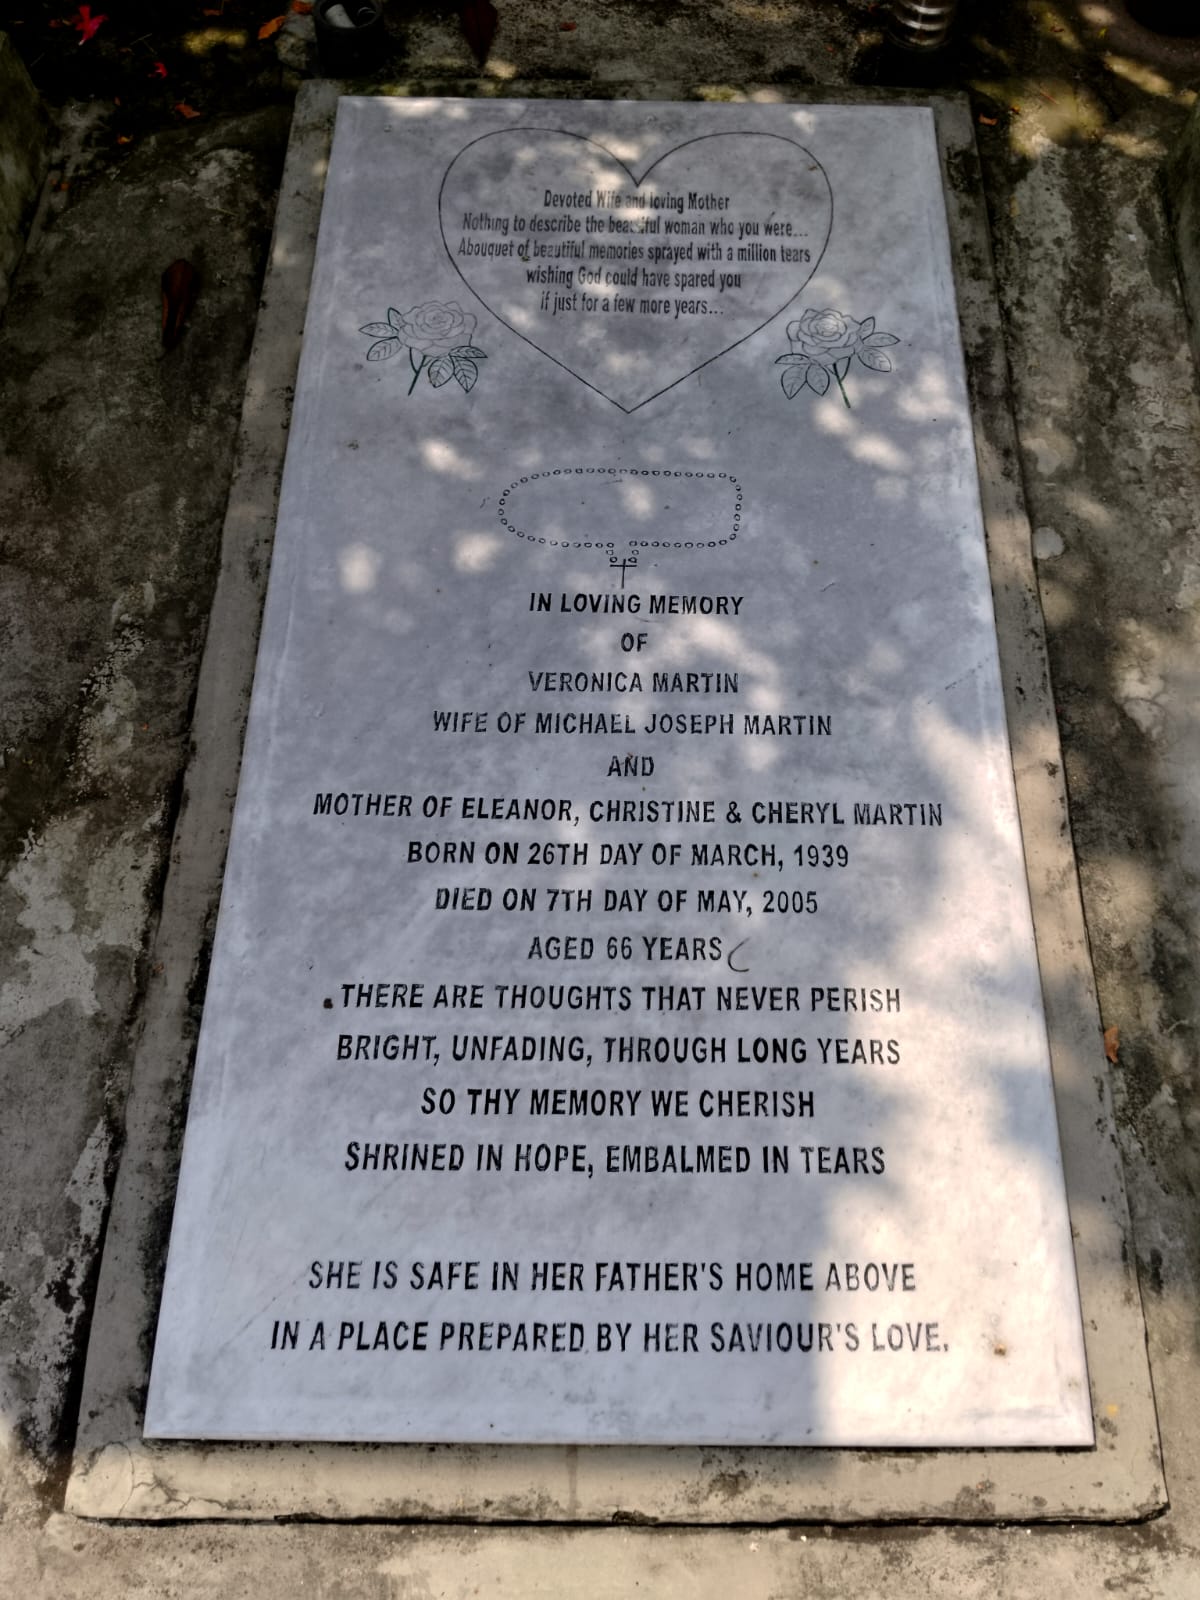 Devoted Wife and loving Mother
Nothing to describe the beautiful woman who you were...
Abouquet of beautiful memories sprayed with a million tears
wishing God could have spared you
if just for a few more years...
IN LOVING MEMORY
OF
VERONICA MARTIN
WIFE OF MICHAEL JOSEPH MARTIN
AND
MOTHER OF ELEANOR, CHRISTINE & CHERYL MARTIN
BORN ON 26TH DAY OF MARCH, 1939
DIED ON 7TH DAY OF MAY, 2005
AGED 66 YEARS
THERE ARE THOUGHTS THAT NEVER PERISH
BRIGHT, UNFADING, THROUGH LONG YEARS
SO THY MEMORY WE CHERISH
SHRINED IN HOPE, EMBALMED IN TEARS
SHE IS SAFE IN HER FATHER'S HOME ABOVE
IN A PLACE PREPARED BY HER SAVIOUR'S LOVE.